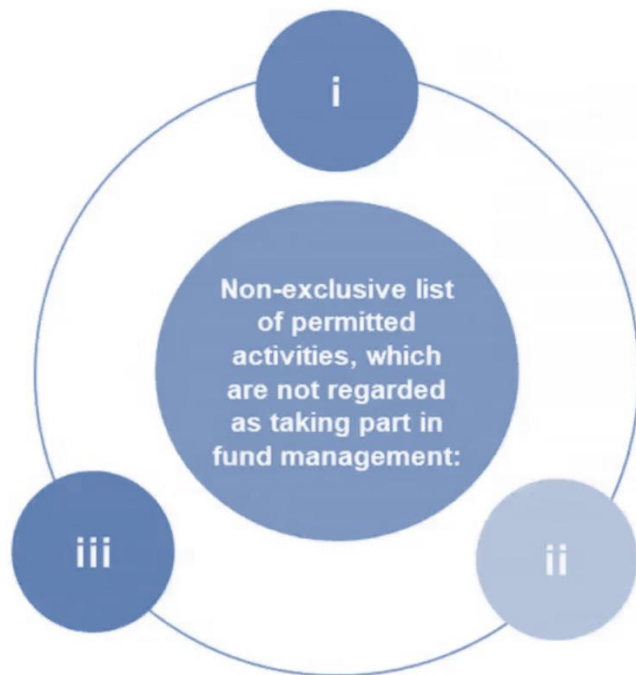 i
Non-exclusive list
of permitted
activities, which
are not regarded
as taking part in
fund management:
iii
ii